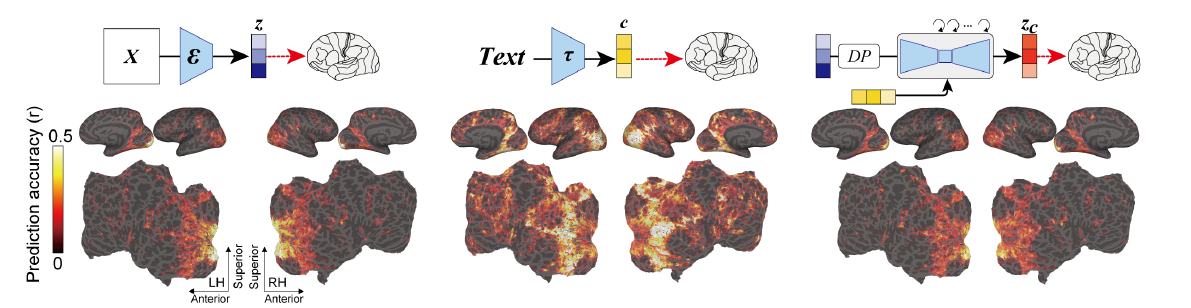 z
X
ε
Text
τ
c
DP
...
z_c
Prediction accuracy (r)
0.5
0
LH
Anterior
Superior
Superior
RH
Anterior